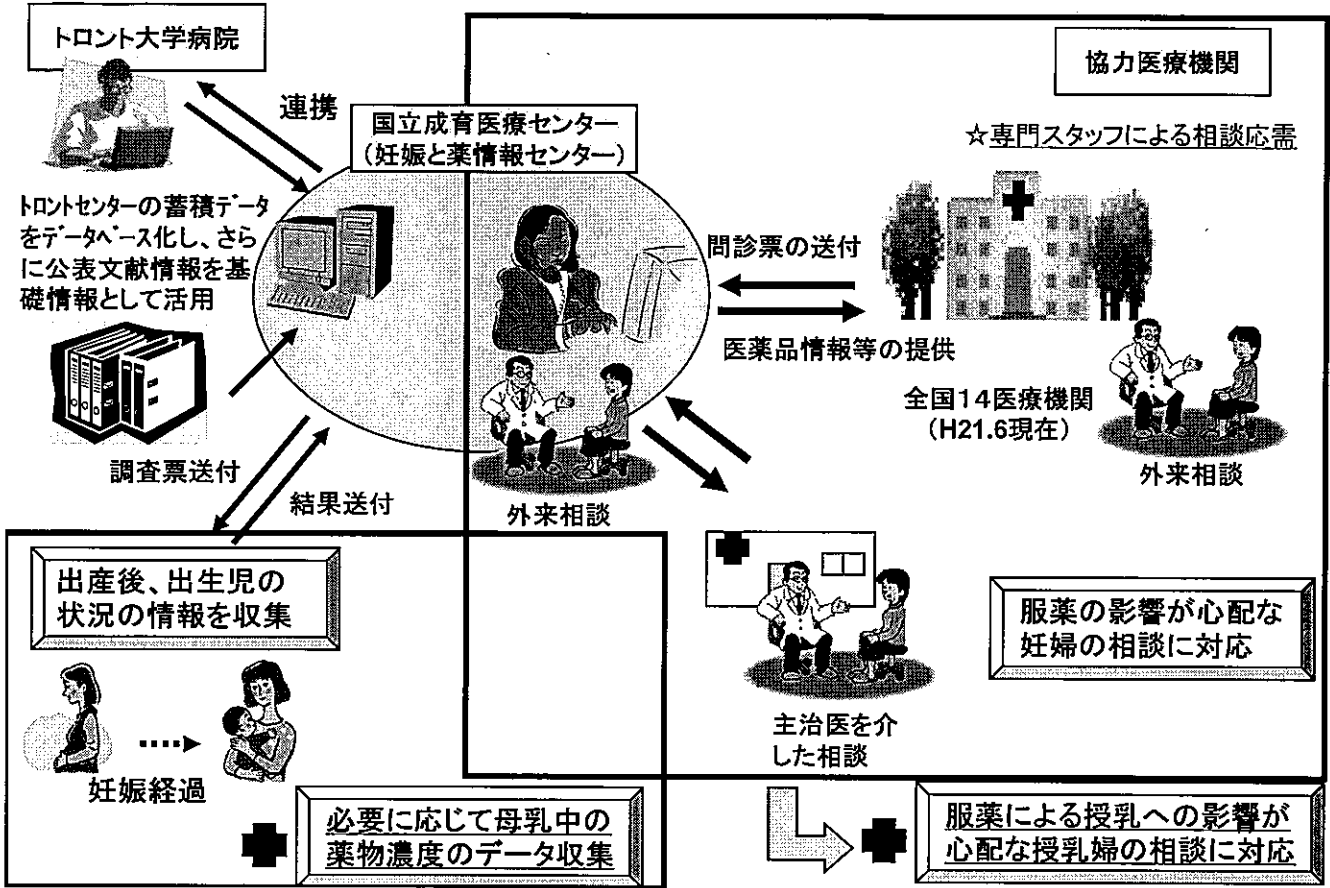 トロント大学病院
連携
国立成育医療センター
（妊娠と薬情報センター）
協力医療機関
☆専門スタッフによる相談応需
トロントセンターの蓄積データ
をデータベース化し、さら
に公表文献情報を基
礎情報として活用
問診票の送付
医薬品情報等の提供
全国14医療機関
（H21.6現在）
外来相談
外来相談
調査票送付
結果送付
出産後、出生児の
状況の情報を収集
妊娠経過
必要に応じて母乳中の
薬物濃度のデータ収集
主治医を介
した相談
服薬の影響が心配な
妊婦の相談に対応
服薬による授乳への影響が
心配な授乳婦の相談に対応